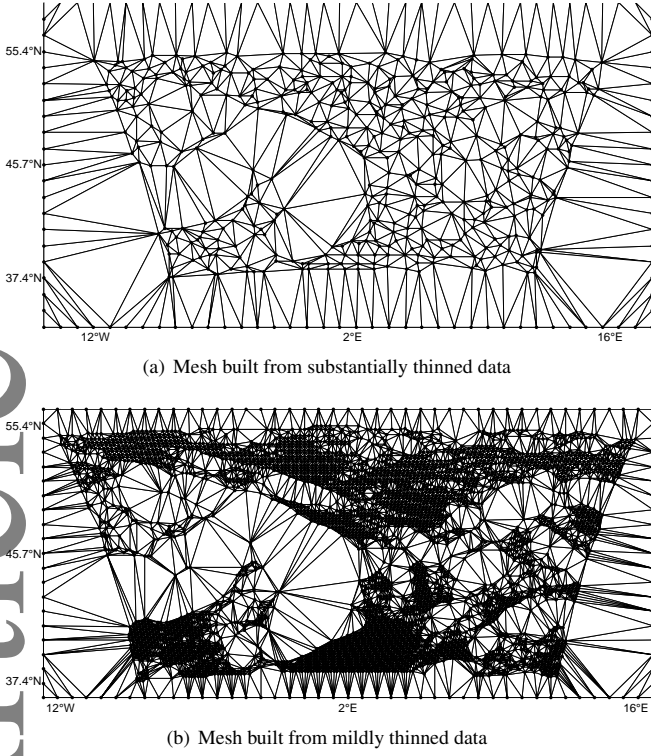 55.4°N
45.7°N
37.4°N
12°W 2°E 16°E
(a) Mesh built from substantially thinned data
55.4°N
45.7°N
37.4°N
12°W 2°E 16°E
(b) Mesh built from mildly thinned data